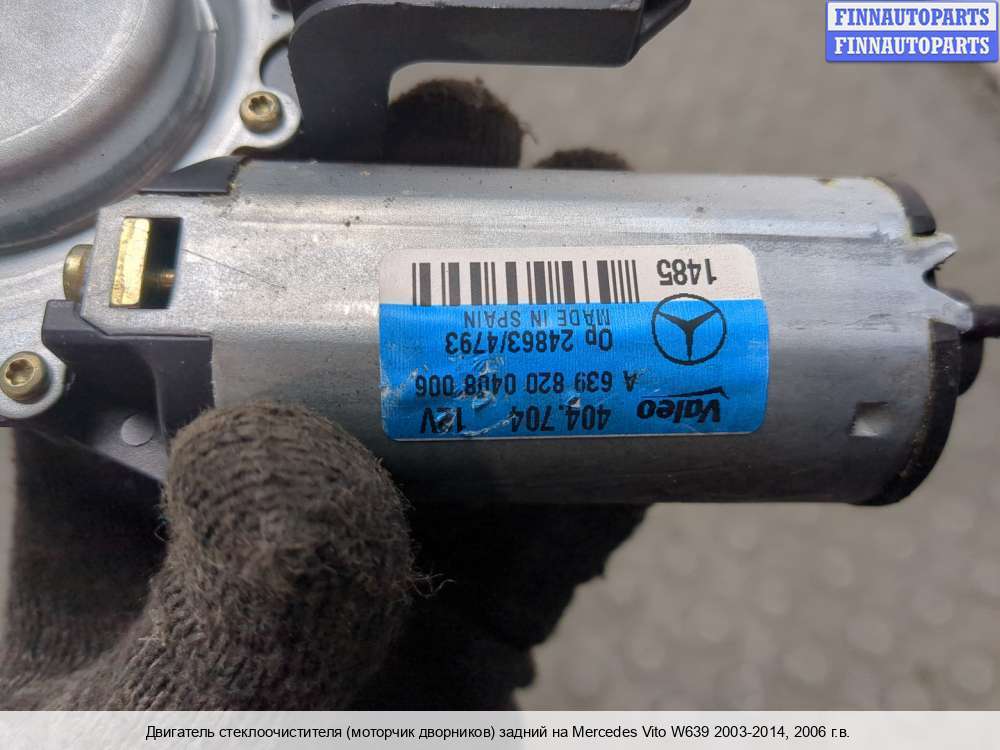 FINNAUTOPARTS
FINNAUTOPARTS
Valeo
404.704 12V
A 639 820 0408 006
Op 24863/4793
MADE IN SPAIN
1485
Двигатель стеклоочистителя (моторчик дворников) задний на Mercedes Vito W639 2003-2014, 2006 г.в.